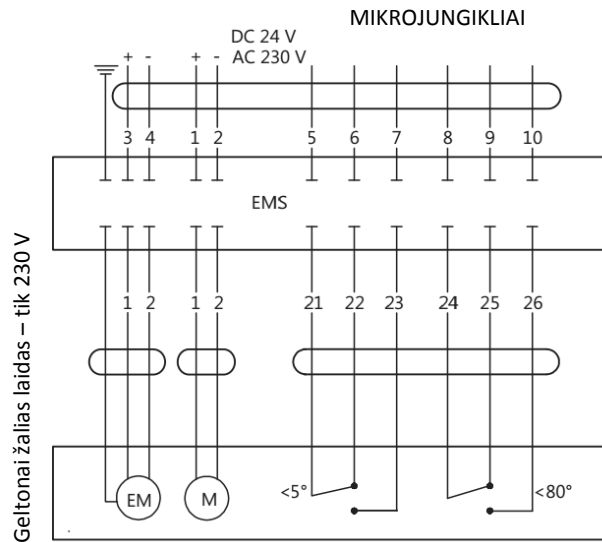 MIKROJUNGIKLIAI
DC 24 V
+ - + - AC 230 V
3 4 1 2 5 6 7 8 9 10
EMS
Geltonai žalias laidas – tik 230 V
1 2 1 2 21 22 23 24 25 26
EM M <5° <80°